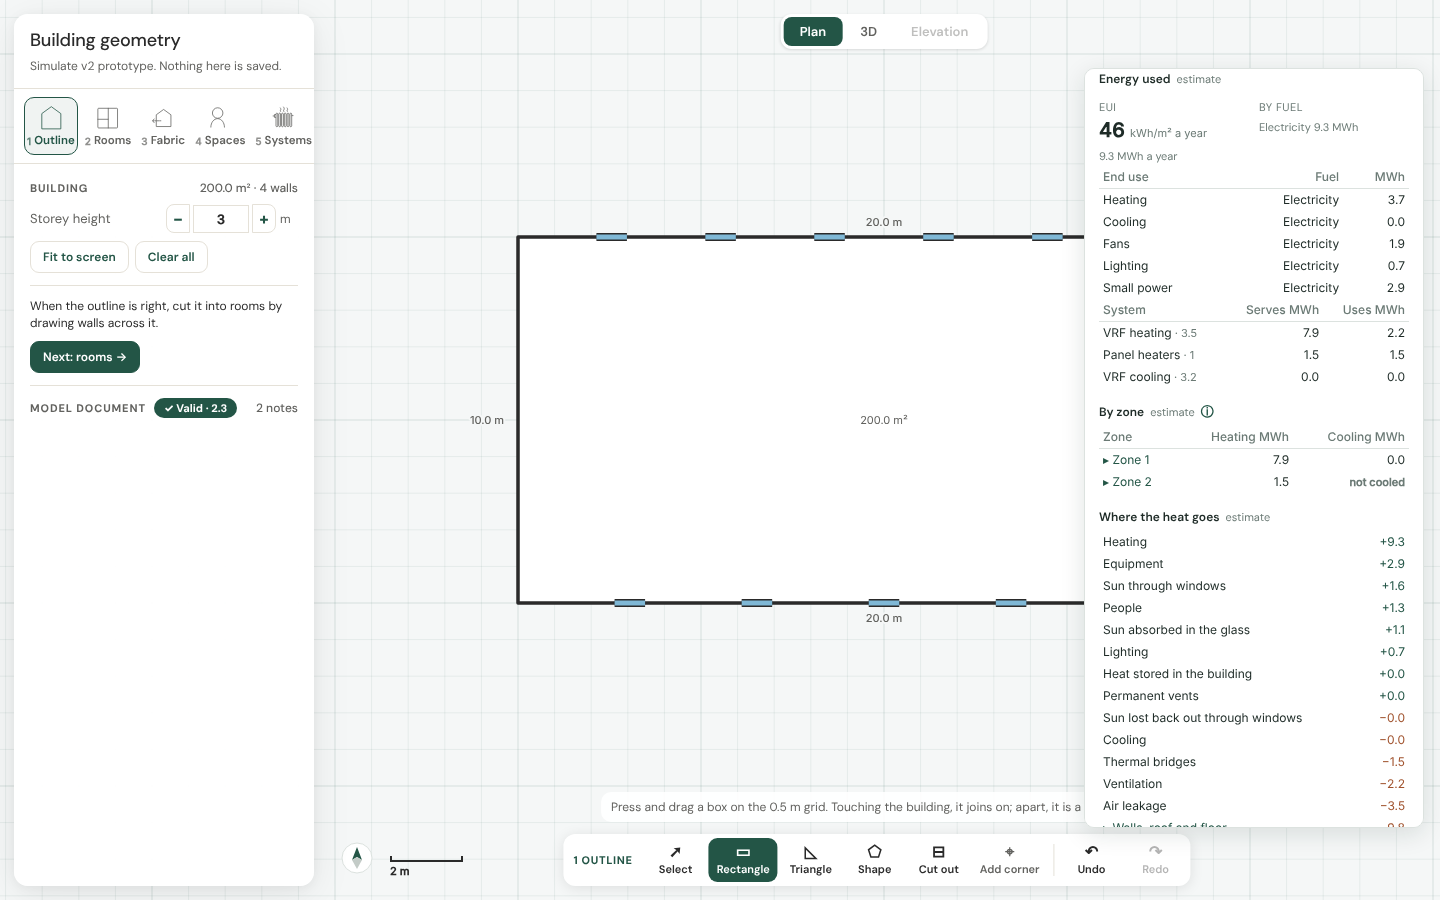 Building geometry
Simulate v2 prototype. Nothing here is saved.
1 Outline
2 Rooms
3 Fabric
4 Spaces
5 Systems
BUILDING
200.0 m² · 4 walls
Storey height
−
3
+
m
Fit to screen
Clear all
When the outline is right, cut it into rooms by
drawing walls across it.
Next: rooms →
MODEL DOCUMENT
✓ Valid · 2.3
2 notes
Plan
3D
Elevation
20.0 m
10.0 m
200.0 m²
20.0 m
Press and drag a box on the 0.5 m grid. Touching the building, it joins on; apart, it is a
2 m
1 OUTLINE
Select
Rectangle
Triangle
Shape
Cut out
Add corner
Undo
Redo
Energy used estimate
EUI
BY FUEL
46 kWh/m² a year
Electricity 9.3 MWh
9.3 MWh a year
End use Fuel MWh
Heating Electricity 3.7
Cooling Electricity 0.0
Fans Electricity 1.9
Lighting Electricity 0.7
Small power Electricity 2.9
System Serves MWh Uses MWh
VRF heating · 3.5 7.9 2.2
Panel heaters · 1 1.5 1.5
VRF cooling · 3.2 0.0 0.0
By zone estimate ⓘ
Zone Heating MWh Cooling MWh
▸ Zone 1 7.9 0.0
▸ Zone 2 1.5 not cooled
Where the heat goes estimate
Heating +9.3
Equipment +2.9
Sun through windows +1.6
People +1.3
Sun absorbed in the glass +1.1
Lighting +0.7
Heat stored in the building +0.0
Permanent vents +0.0
Sun lost back out through windows −0.0
Cooling −0.0
Thermal bridges −1.5
Ventilation −2.2
Air leakage −3.5